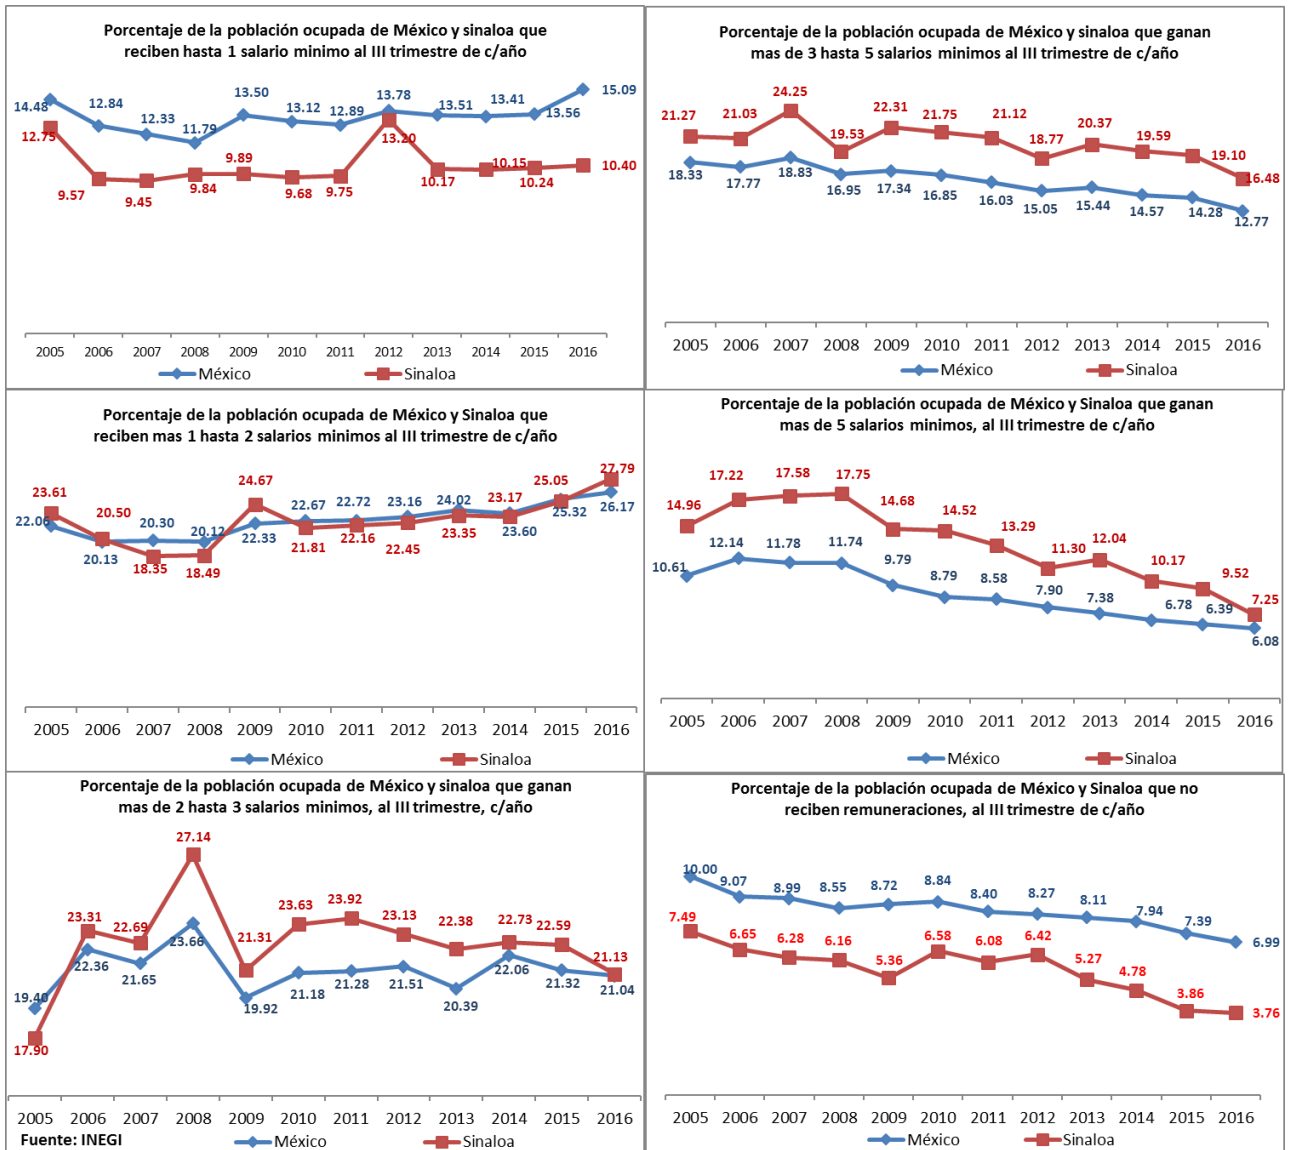 Porcentaje de la población ocupada de México y sinaloa que
reciben hasta 1 salario minimo al III trimestre de c/año
14.48 12.84 12.33 11.79 13.50 13.12 12.89 13.78 13.51 13.41 13.56 15.09
12.75 9.57 9.45 9.84 9.89 9.68 9.75 13.20 10.17 10.15 10.24 10.40
2005 2006 2007 2008 2009 2010 2011 2012 2013 2014 2015 2016
México Sinaloa
Porcentaje de la población ocupada de México y sinaloa que ganan
mas de 3 hasta 5 salarios minimos al III trimestre de c/año
21.27 21.03 24.25 19.53 22.31 21.75 21.12 18.77 20.37 19.59 19.10 16.48
18.33 17.77 18.83 16.95 17.34 16.85 16.03 15.05 15.44 14.57 14.28 12.77
2005 2006 2007 2008 2009 2010 2011 2012 2013 2014 2015 2016
México Sinaloa
Porcentaje de la población ocupada de México y Sinaloa que
reciben mas 1 hasta 2 salarios minimos al III trimestre de c/año
23.61 20.50 18.35 18.49 24.67 21.81 22.16 22.45 23.35 23.17 25.05 27.79
22.06 20.13 20.30 20.12 22.33 22.67 22.72 23.16 24.02 23.60 25.32 26.17
2005 2006 2007 2008 2009 2010 2011 2012 2013 2014 2015 2016
México Sinaloa
Porcentaje de la población ocupada de México y Sinaloa que ganan
mas de 5 salarios minimos, al III trimestre de c/año
14.96 17.22 17.58 17.75 14.68 14.52 13.29 11.30 12.04 10.17 9.52 7.25
10.61 12.14 11.78 11.74 9.79 8.79 8.58 7.90 7.38 6.78 6.39 6.08
2005 2006 2007 2008 2009 2010 2011 2012 2013 2014 2015 2016
México Sinaloa
Porcentaje de la población ocupada de México y sinaloa que ganan
mas de 2 hasta 3 salarios minimos, al III trimestre, c/año
17.90 23.31 22.69 27.14 21.31 23.63 23.92 23.13 22.38 22.73 22.59 21.13
19.40 22.36 21.65 23.66 19.92 21.18 21.28 21.51 20.39 22.06 21.32 21.04
2005 2006 2007 2008 2009 2010 2011 2012 2013 2014 2015 2016
Fuente: INEGI México Sinaloa
Porcentaje de la población ocupada de México y Sinaloa que no
reciben remuneraciones, al III trimestre de c/año
10.00 9.07 8.99 8.55 8.72 8.84 8.40 8.27 8.11 7.94 7.39 6.99
7.49 6.65 6.28 6.16 5.36 6.58 6.08 6.42 5.27 4.78 3.86 3.76
2005 2006 2007 2008 2009 2010 2011 2012 2013 2014 2015 2016
México Sinaloa